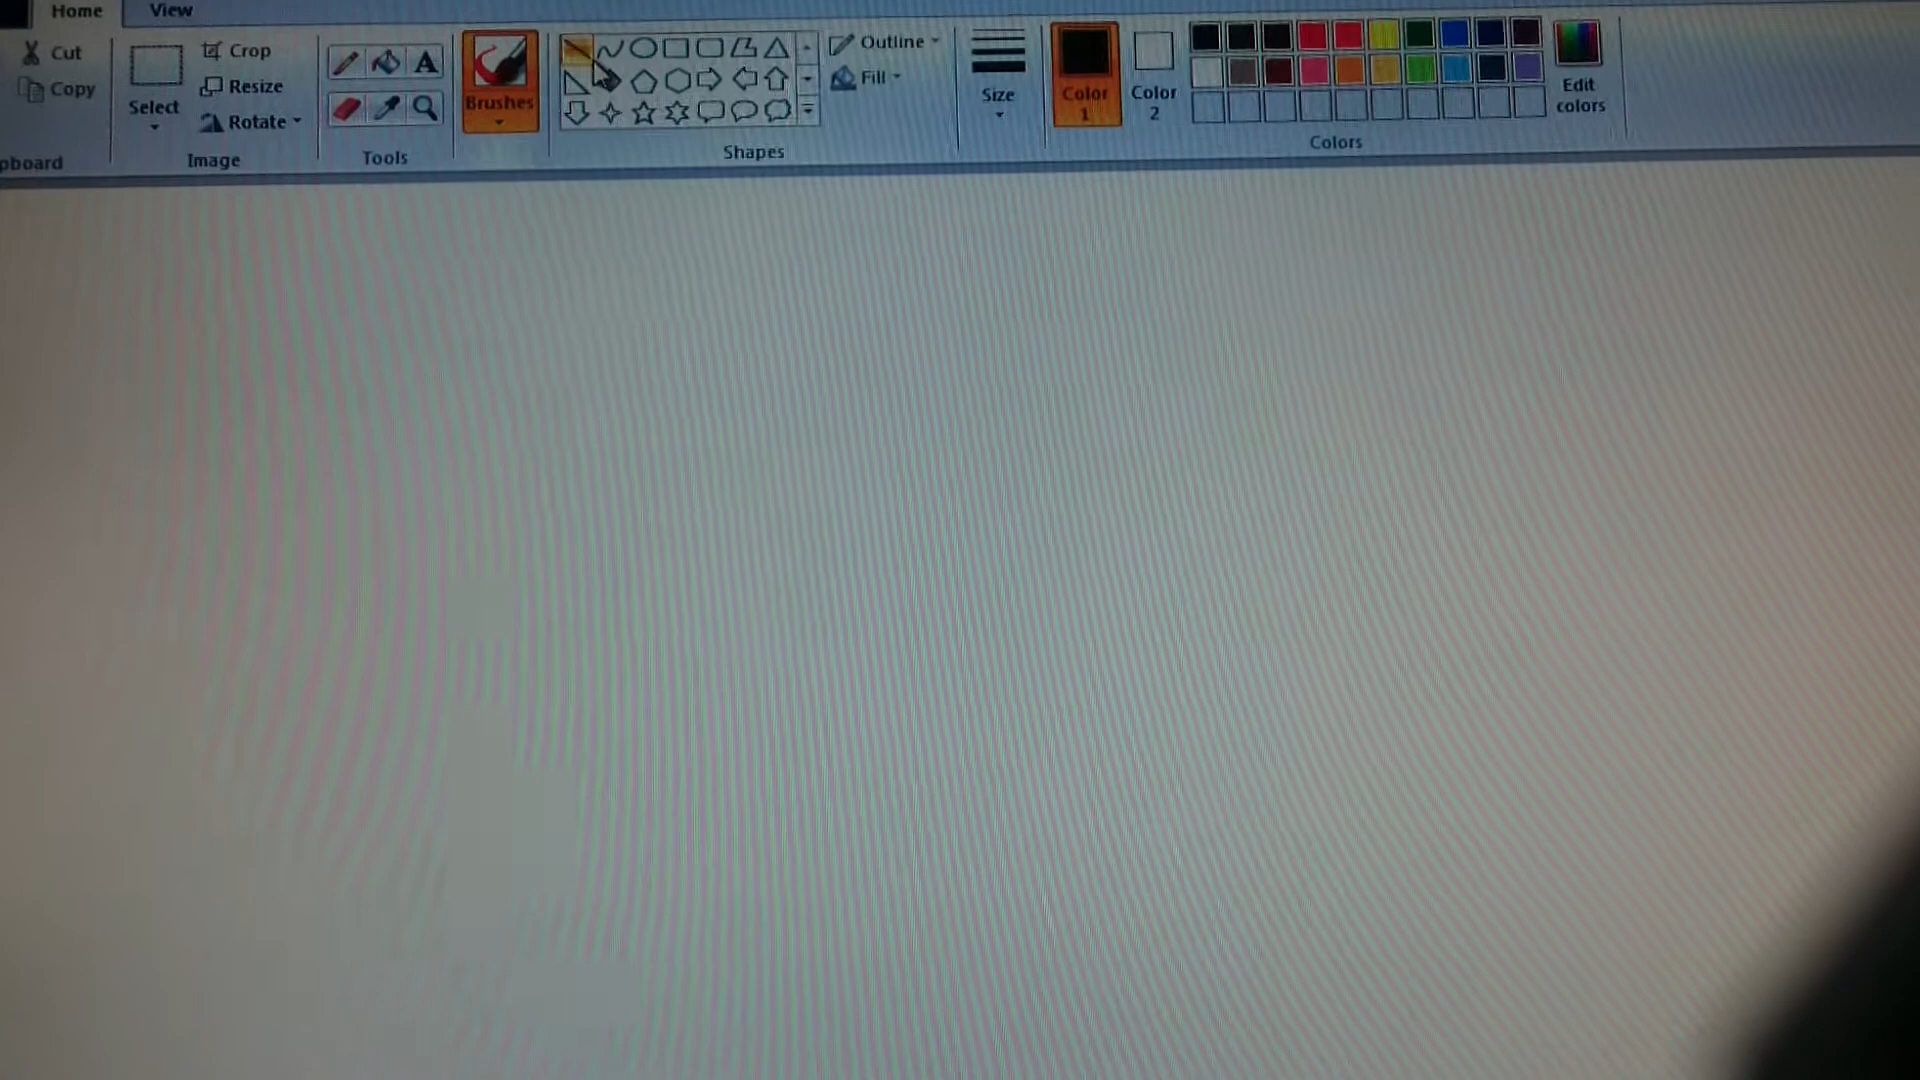 Home View
Cut
Copy
pboard
Select
Crop
Resize
Rotate
Image
A
Tools
Brushes
Shapes
Outline
Fill
Size
Color
1
Color
2
Colors
Edit
colors